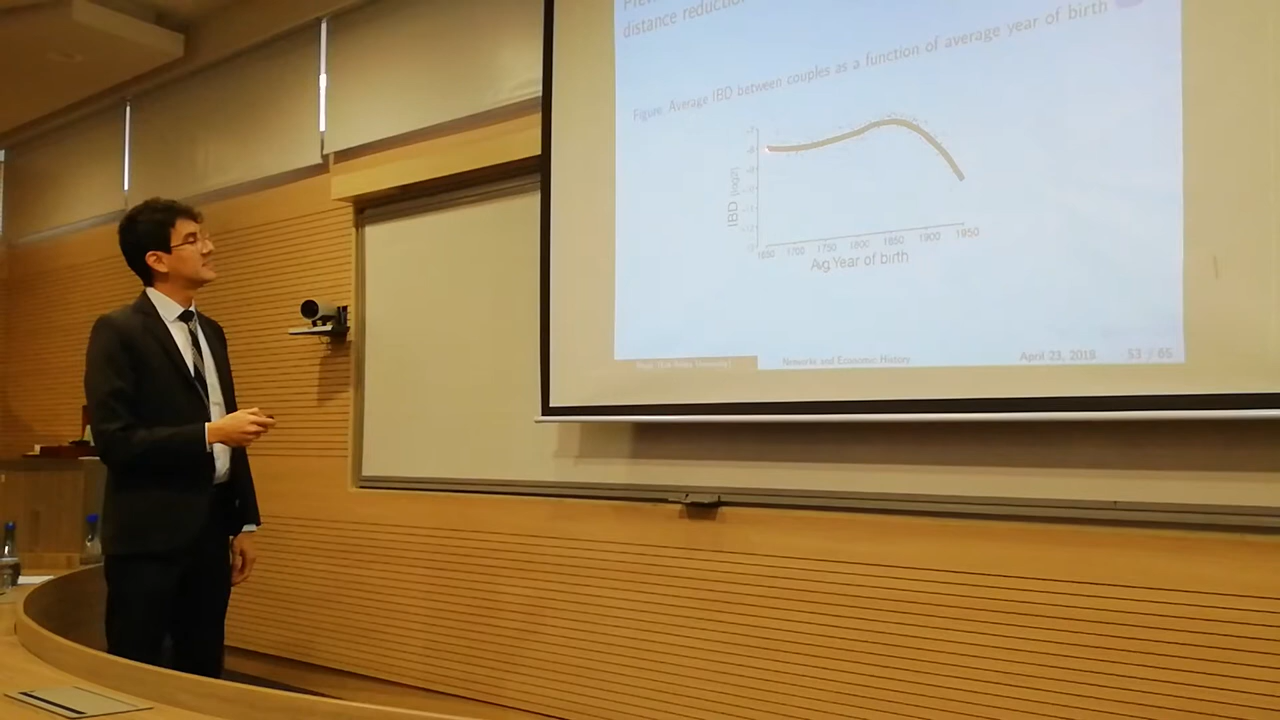 distance reduction
Figure: Average IBD between couples as a function of average year of birth
IBD (log2)
1650 1700 1750 1800 1850 1900 1950
Avg.Year of birth
Networks and Economic History
April 23, 2018 53 / 65